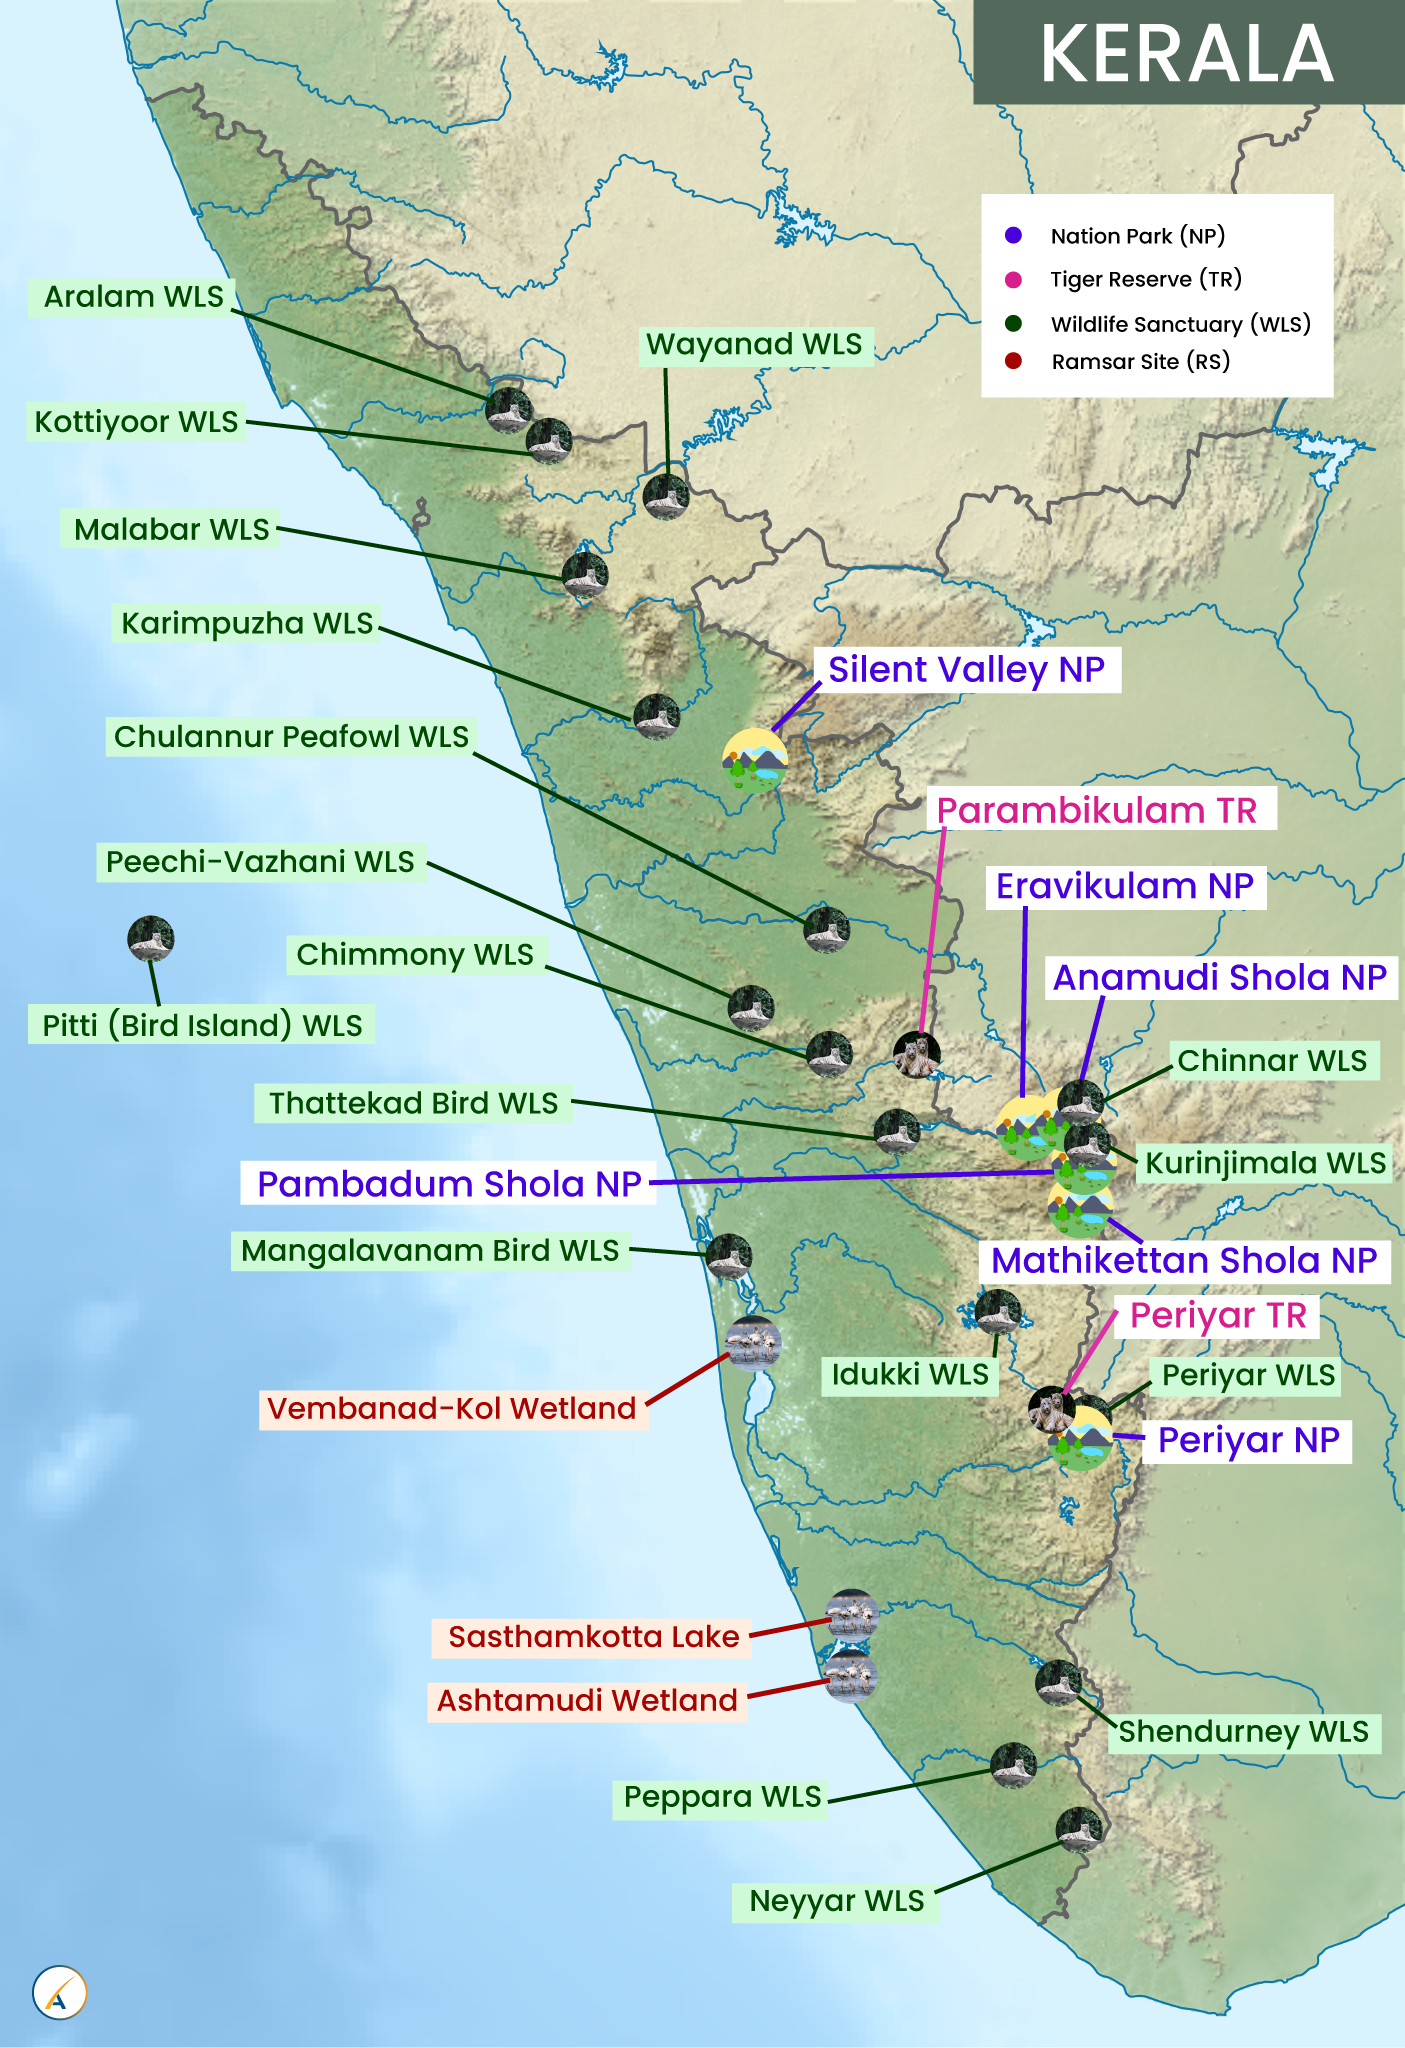 KERALA
Nation Park (NP)
Tiger Reserve (TR)
Wildlife Sanctuary (WLS)
Ramsar Site (RS)
Aralam WLS
Wayanad WLS
Kottiyoor WLS
Malabar WLS
Karimpuzha WLS
Silent Valley NP
Chulannur Peafowl WLS
Parambikulam TR
Peechi-Vazhani WLS
Eravikulam NP
Chimmony WLS
Anamudi Shola NP
Pitti (Bird Island) WLS
Chinnar WLS
Thattekad Bird WLS
Kurinjimala WLS
Pambadum Shola NP
Mangalavanam Bird WLS
Mathikettan Shola NP
Periyar TR
Idukki WLS
Periyar WLS
Vembanad-Kol Wetland
Periyar NP
Sasthamkotta Lake
Ashtamudi Wetland
Shendurney WLS
Peppara WLS
Neyyar WLS
A